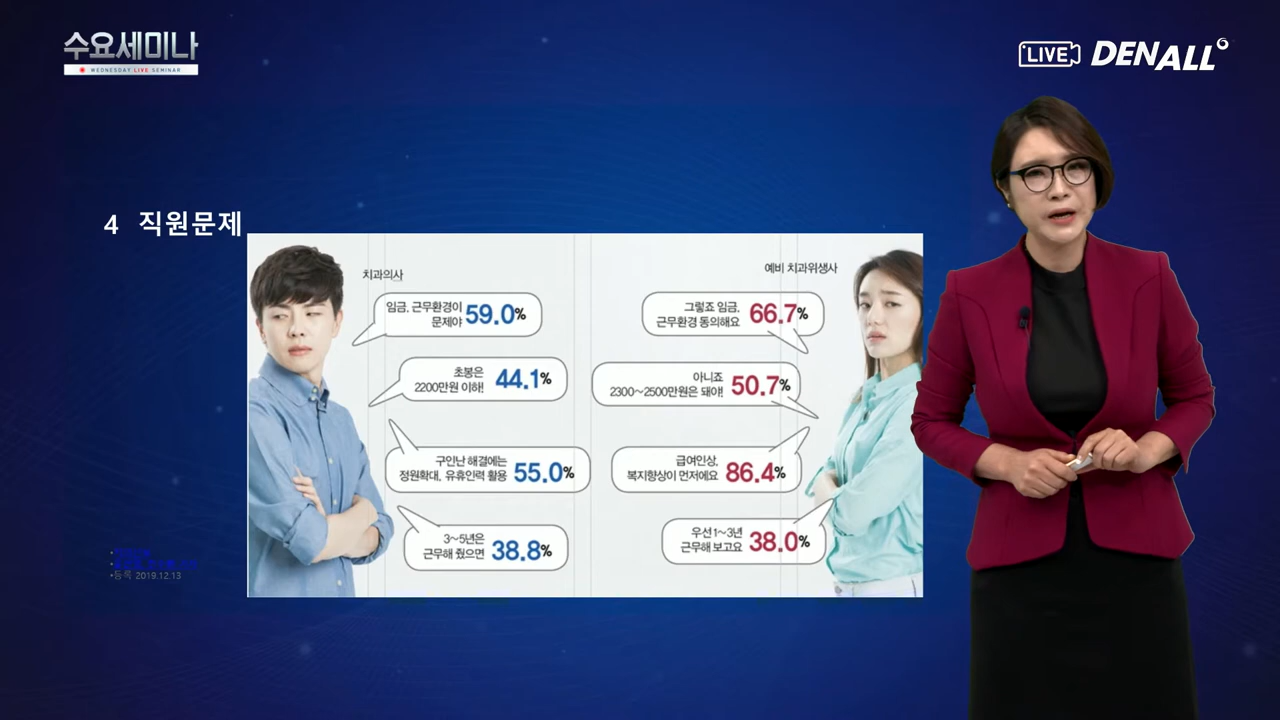 수요세미나
WEDNESDAY LIVE SEMINAR
LIVE DENALL
4 직원문제
치과의사
임금, 근무환경이
문제야 59.0%
초봉은
2200만원 이하! 44.1%
구인난 해결에는
정원확대, 유휴인력 활용 55.0%
3~5년은
근무해 줬으면 38.8%
예비 치과위생사
그렇죠 임금,
근무환경 동의해요 66.7%
아니죠
2300~2500만원은 돼야! 50.7%
급여인상,
복지향상이 먼저에요 86.4%
우선 1~3년
근무해 보고요 38.0%
•등록 2019.12.13